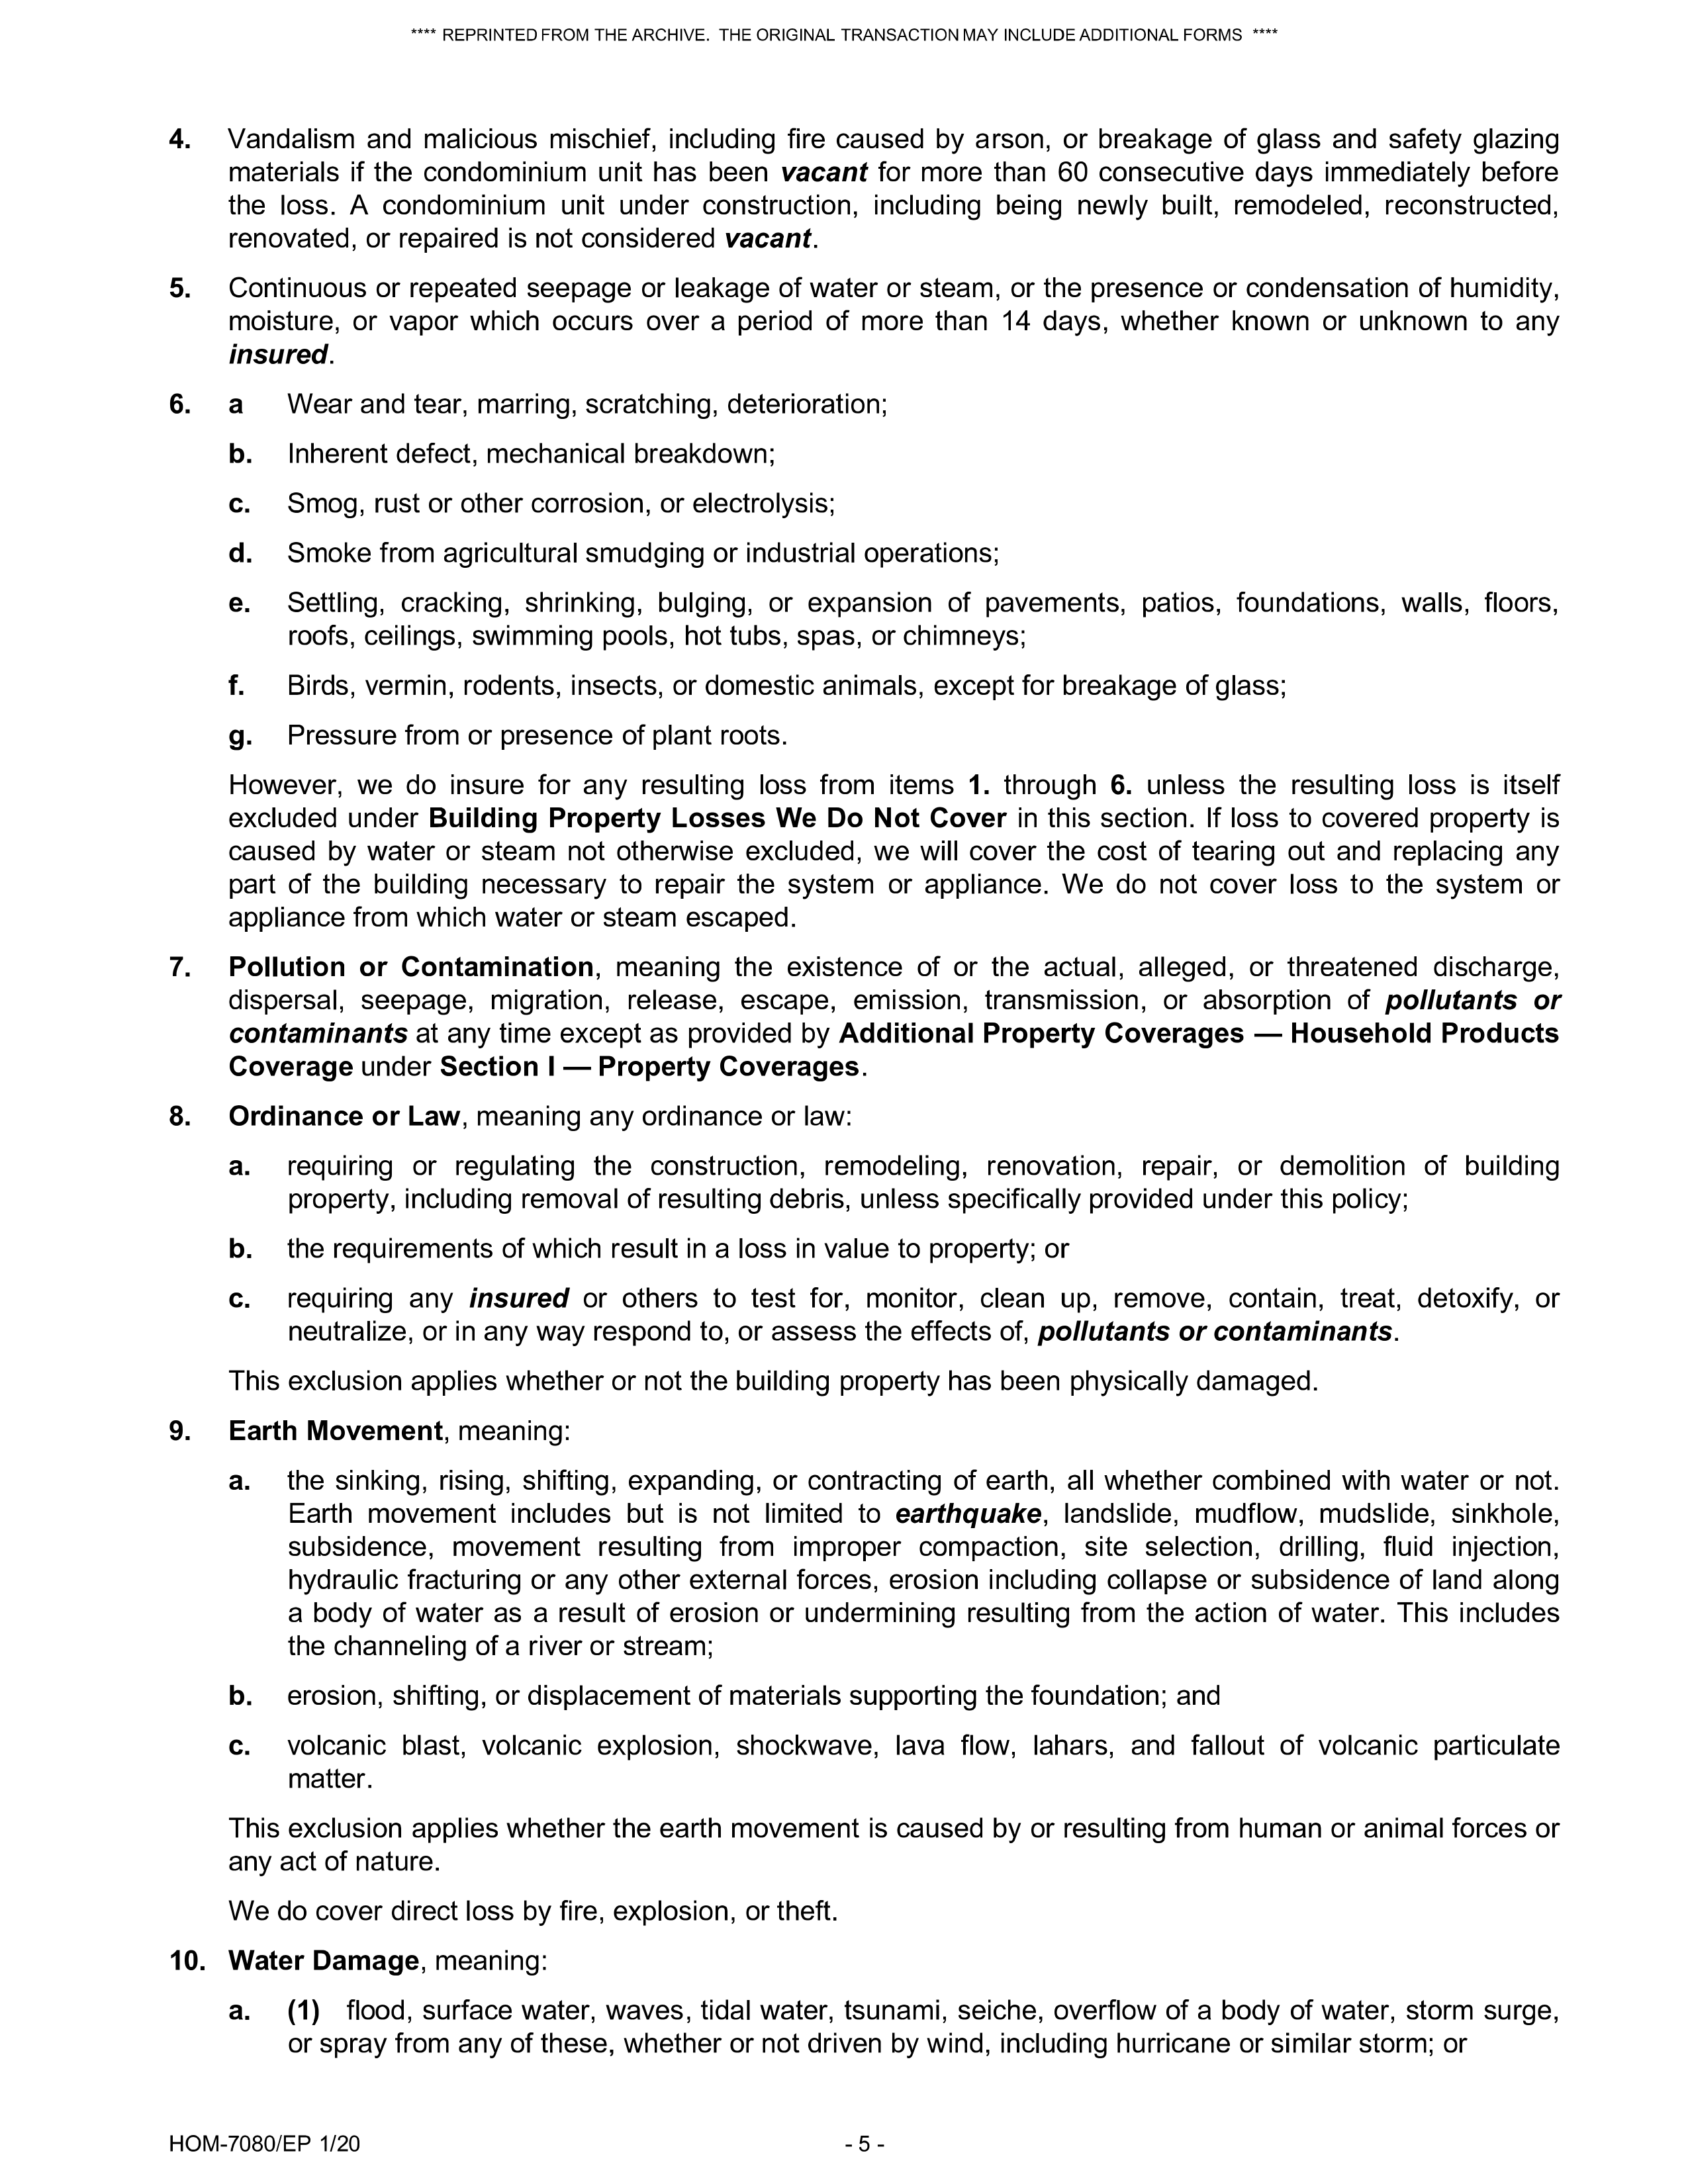 **** REPRINTED FROM THE ARCHIVE. THE ORIGINAL TRANSACTION MAY INCLUDE ADDITIONAL FORMS ****
4. Vandalism and malicious mischief, including fire caused by arson, or breakage of glass and safety glazing
materials if the condominium unit has been vacant for more than 60 consecutive days immediately before
the loss. A condominium unit under construction, including being newly built, remodeled, reconstructed,
renovated, or repaired is not considered vacant.
5. Continuous or repeated seepage or leakage of water or steam, or the presence or condensation of humidity,
moisture, or vapor which occurs over a period of more than 14 days, whether known or unknown to any
insured.
6. a Wear and tear, marring, scratching, deterioration;
b. Inherent defect, mechanical breakdown;
c. Smog, rust or other corrosion, or electrolysis;
d. Smoke from agricultural smudging or industrial operations;
e. Settling, cracking, shrinking, bulging, or expansion of pavements, patios, foundations, walls, floors,
roofs, ceilings, swimming pools, hot tubs, spas, or chimneys;
f. Birds, vermin, rodents, insects, or domestic animals, except for breakage of glass;
g. Pressure from or presence of plant roots.
However, we do insure for any resulting loss from items 1. through 6. unless the resulting loss is itself
excluded under Building Property Losses We Do Not Cover in this section. If loss to covered property is
caused by water or steam not otherwise excluded, we will cover the cost of tearing out and replacing any
part of the building necessary to repair the system or appliance. We do not cover loss to the system or
appliance from which water or steam escaped.
7. Pollution or Contamination, meaning the existence of or the actual, alleged, or threatened discharge,
dispersal, seepage, migration, release, escape, emission, transmission, or absorption of pollutants or
contaminants at any time except as provided by Additional Property Coverages — Household Products
Coverage under Section I — Property Coverages.
8. Ordinance or Law, meaning any ordinance or law:
a. requiring or regulating the construction, remodeling, renovation, repair, or demolition of building
property, including removal of resulting debris, unless specifically provided under this policy;
b. the requirements of which result in a loss in value to property; or
c. requiring any insured or others to test for, monitor, clean up, remove, contain, treat, detoxify, or
neutralize, or in any way respond to, or assess the effects of, pollutants or contaminants.
This exclusion applies whether or not the building property has been physically damaged.
9. Earth Movement, meaning:
a. the sinking, rising, shifting, expanding, or contracting of earth, all whether combined with water or not.
Earth movement includes but is not limited to earthquake, landslide, mudflow, mudslide, sinkhole,
subsidence, movement resulting from improper compaction, site selection, drilling, fluid injection,
hydraulic fracturing or any other external forces, erosion including collapse or subsidence of land along
a body of water as a result of erosion or undermining resulting from the action of water. This includes
the channeling of a river or stream;
b. erosion, shifting, or displacement of materials supporting the foundation; and
c. volcanic blast, volcanic explosion, shockwave, lava flow, lahars, and fallout of volcanic particulate
matter.
This exclusion applies whether the earth movement is caused by or resulting from human or animal forces or
any act of nature.
We do cover direct loss by fire, explosion, or theft.
10. Water Damage, meaning:
a. (1) flood, surface water, waves, tidal water, tsunami, seiche, overflow of a body of water, storm surge,
or spray from any of these, whether or not driven by wind, including hurricane or similar storm; or
HOM-7080/EP 1/20 - 5 -